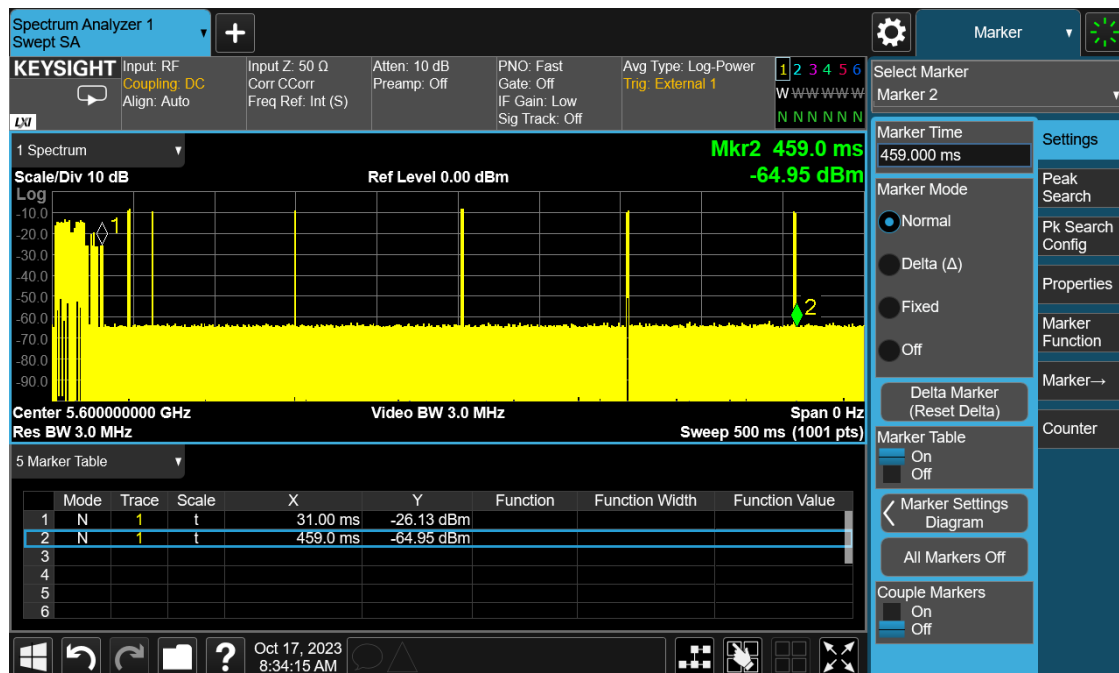 Spectrum Analyzer 1
Swept SA
Marker
KEYSIGHT
LXI
Input: RF
Coupling: DC
Align: Auto
Input Z: 50 Ω
Corr CCorr
Freq Ref: Int (S)
Atten: 10 dB
Preamp: Off
PNO: Fast
Gate: Off
IF Gain: Low
Sig Track: Off
Avg Type: Log-Power
Trig: External 1
1 2 3 4 5 6
W W W W W W
N N N N N N
Select Marker
Marker 2
1 Spectrum
Mkr2 459.0 ms
-64.95 dBm
Scale/Div 10 dB
Ref Level 0.00 dBm
Log
-10.0
-20.0
-30.0
-40.0
-50.0
-60.0
-70.0
-80.0
-90.0
1
2
Center 5.600000000 GHz
Video BW 3.0 MHz
Span 0 Hz
Res BW 3.0 MHz
Sweep 500 ms (1001 pts)
5 Marker Table
Mode Trace Scale X Y Function Function Width Function Value
1 N 1 t 31.00 ms -26.13 dBm
2 N 1 t 459.0 ms -64.95 dBm
3
4
5
6
Marker Time
459.000 ms
Marker Mode
Normal
Delta (Δ)
Fixed
Off
Delta Marker
(Reset Delta)
Marker Table
On
Off
Marker Settings
Diagram
All Markers Off
Couple Markers
On
Off
Settings
Peak
Search
Pk Search
Config
Properties
Marker
Function
Marker→
Counter
?
Oct 17, 2023
8:34:15 AM